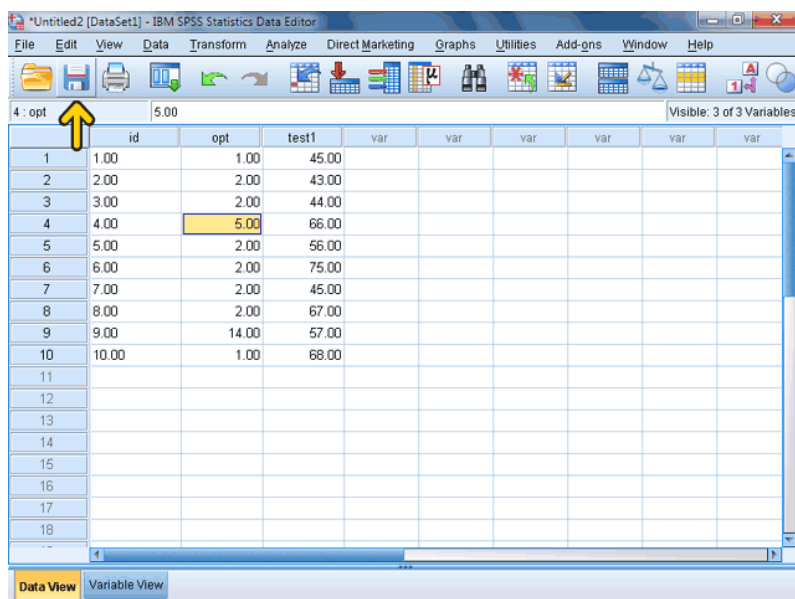 *Untitled2 [DataSet1] - IBM SPSS Statistics Data Editor
File Edit View Data Transform Analyze Direct Marketing Graphs Utilities Add-ons Window Help
4 : opt 5.00 Visible: 3 of 3 Variables
id opt test1 var var var var var var
1 1.00 1.00 45.00
2 2.00 2.00 43.00
3 3.00 2.00 44.00
4 4.00 5.00 66.00
5 5.00 2.00 56.00
6 6.00 2.00 75.00
7 7.00 2.00 45.00
8 8.00 2.00 67.00
9 9.00 14.00 57.00
10 10.00 1.00 68.00
11
12
13
14
15
16
17
18
Data View Variable View